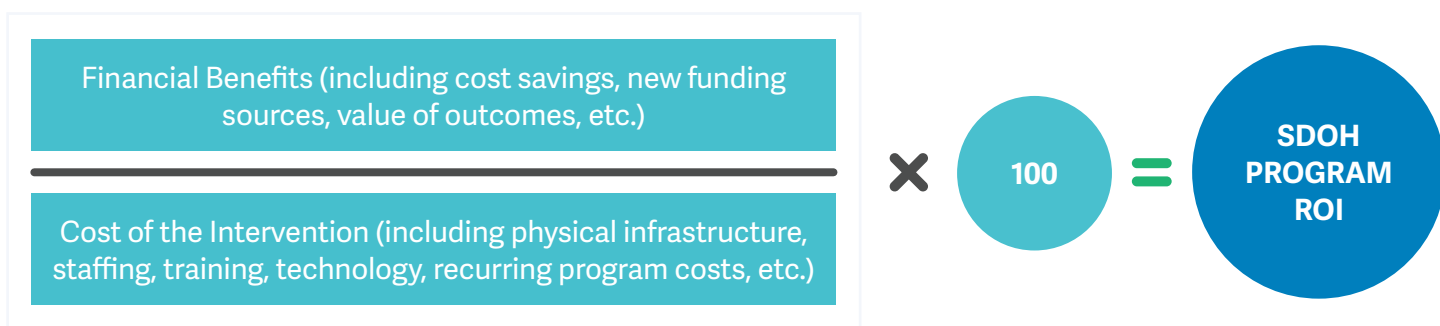 Financial Benefits (including cost savings, new funding
sources, value of outcomes, etc.)
Cost of the Intervention (including physical infrastructure,
staffing, training, technology, recurring program costs, etc.)
×
100
=
SDOH
PROGRAM
ROI